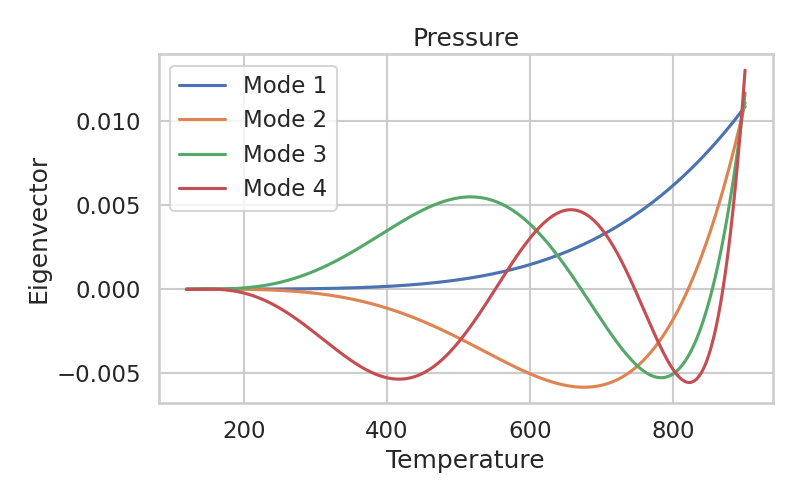 Pressure
Mode 1
Mode 2
Mode 3
Mode 4
Eigenvector
0.010
0.005
0.000
−0.005
200 400 600 800
Temperature